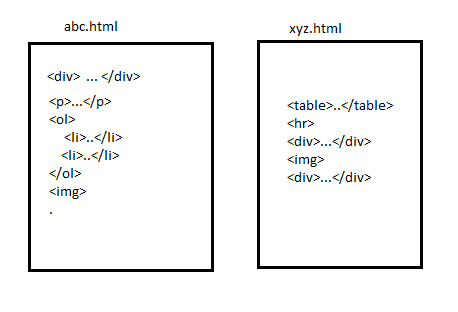 abc.html
<div> ... </div>
<p>...</p>
<ol>
<li>..</li>
<li>..</li>
</ol>
<img>
.
xyz.html
<table>..</table>
<hr>
<div>...</div>
<img>
<div>...</div>